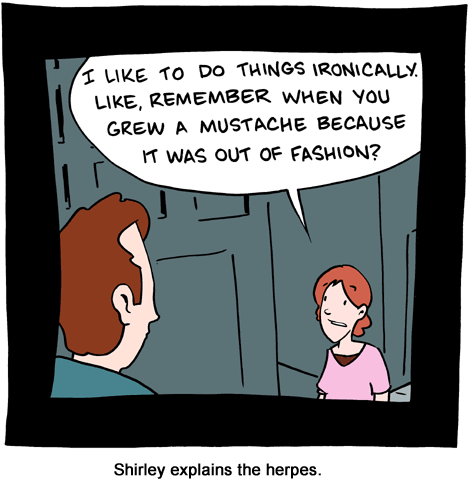 I LIKE TO DO THINGS IRONICALLY.
LIKE, REMEMBER WHEN YOU
GREW A MUSTACHE BECAUSE
IT WAS OUT OF FASHION?
Shirley explains the herpes.